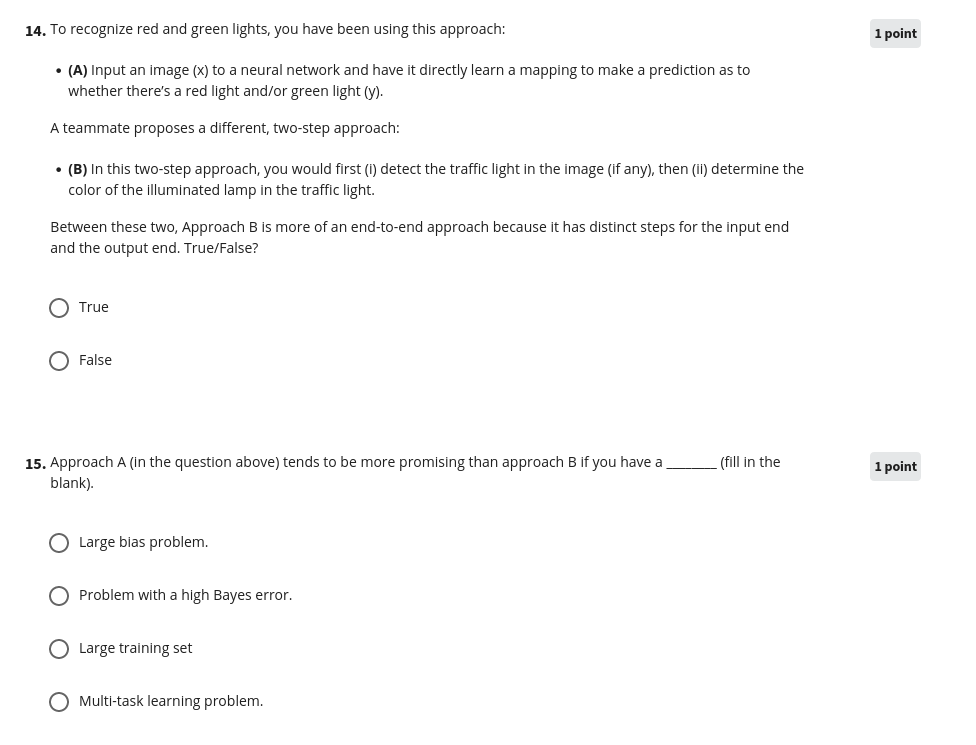 14. To recognize red and green lights, you have been using this approach:
1 point
• (A) Input an image (x) to a neural network and have it directly learn a mapping to make a prediction as to
whether there's a red light and/or green light (y).
A teammate proposes a different, two-step approach:
• (B) In this two-step approach, you would first (i) detect the traffic light in the image (if any), then (ii) determine the
color of the illuminated lamp in the traffic light.
Between these two, Approach B is more of an end-to-end approach because it has distinct steps for the input end
and the output end. True/False?
True
False
15. Approach A (in the question above) tends to be more promising than approach B if you have a ________ (fill in the
1 point
blank).
Large bias problem.
Problem with a high Bayes error.
Large training set
Multi-task learning problem.